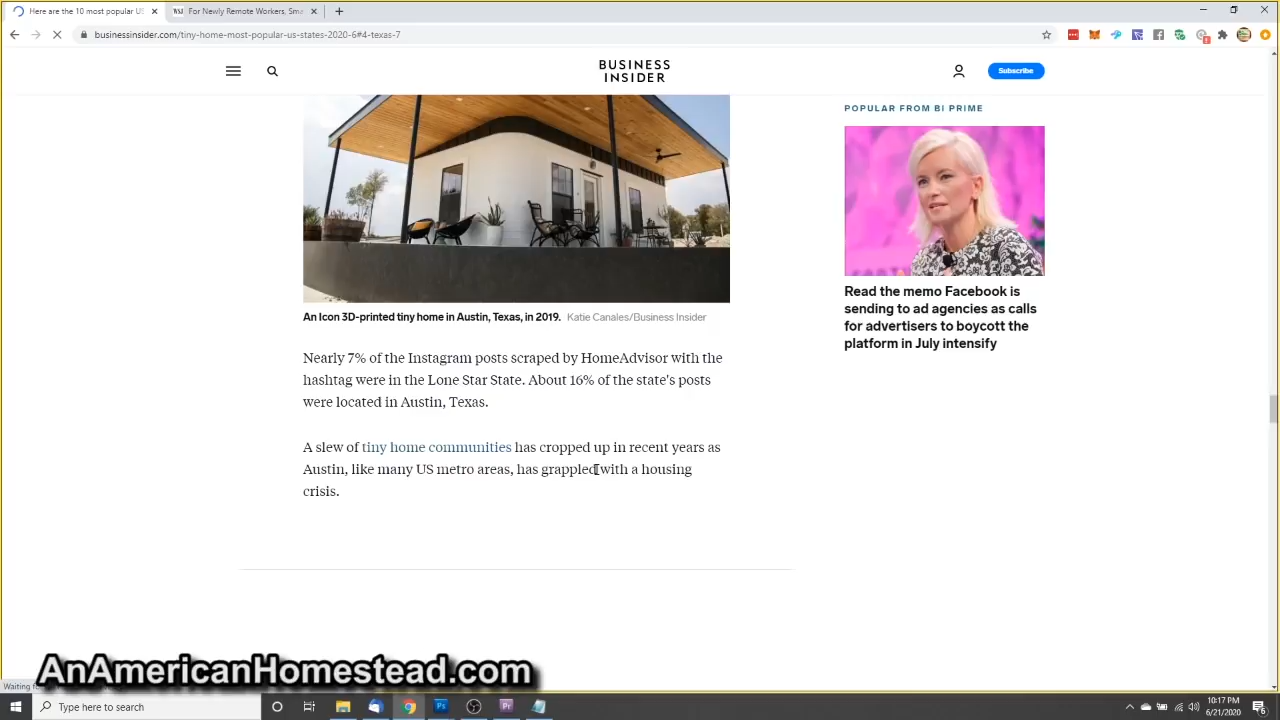 Here are the 10 most popular US
WSJ
For Newly Remote Workers, Sma
businessinsider.com/tiny-home-most-popular-us-states-2020-6#4-texas-7
BUSINESS
INSIDER
Subscribe
An Icon 3D-printed tiny home in Austin, Texas, in 2019. Katie Canales/Business Insider
Nearly 7% of the Instagram posts scraped by HomeAdvisor with the
hashtag were in the Lone Star State. About 16% of the state's posts
were located in Austin, Texas.
A slew of tiny home communities has cropped up in recent years as
Austin, like many US metro areas, has grappled with a housing
crisis.
POPULAR FROM BI PRIME
Read the memo Facebook is
sending to ad agencies as calls
for advertisers to boycott the
platform in July intensify
AnAmericanHomestead.com
Waiting fo
Type here to search
Ps
Pr
10:17 PM
6/21/2020